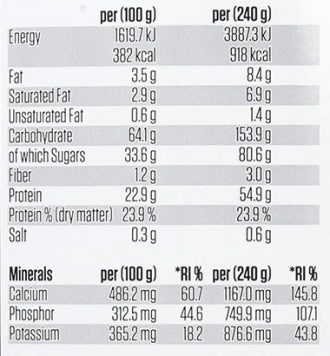 per (100 g) per (240 g)
Energy 1619.7 kJ 3887.3 kJ
382 kcal 918 kcal
Fat 3.5 g 8.4 g
Saturated Fat 2.9 g 6.9 g
Unsaturated Fat 0.6 g 1.4 g
Carbohydrate 64.1 g 153.9 g
of which Sugars 33.6 g 80.6 g
Fiber 1.2 g 3.0 g
Protein 22.9 g 54.9 g
Protein % (dry matter) 23.9 % 23.9 %
Salt 0.3 g 0.6 g
Minerals per (100 g) *RI % per (240 g) *RI %
Calcium 486.2 mg 60.7 1167.0 mg 145.8
Phosphor 312.5 mg 44.6 749.9 mg 107.1
Potassium 365.2 mg 18.2 876.6 mg 43.8